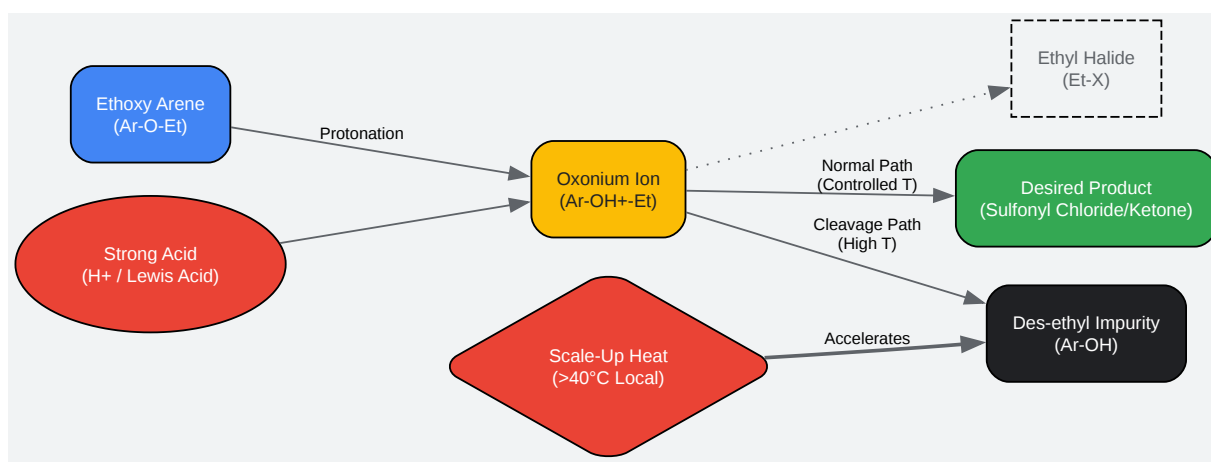 Ethyl Halide
(Et-X)
Ethoxy Arene
(Ar-O-Et)
Protonation
Oxonium Ion
(Ar-OH+-Et)
Normal Path
(Controlled T)
Desired Product
(Sulfonyl Chloride/Ketone)
Cleavage Path
(High T)
Strong Acid
(H+ / Lewis Acid)
Des-ethyl Impurity
(Ar-OH)
Accelerates
Scale-Up Heat
(>40°C Local)